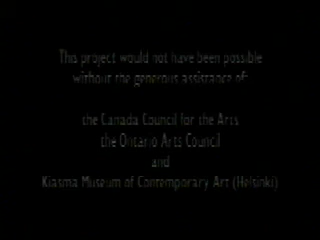 This project would not have been possible
without the generous assistance of:
the Canada Council for the Arts
the Ontario Arts Council
and
Kiasma Museum of Contemporary Art (Helsinki)